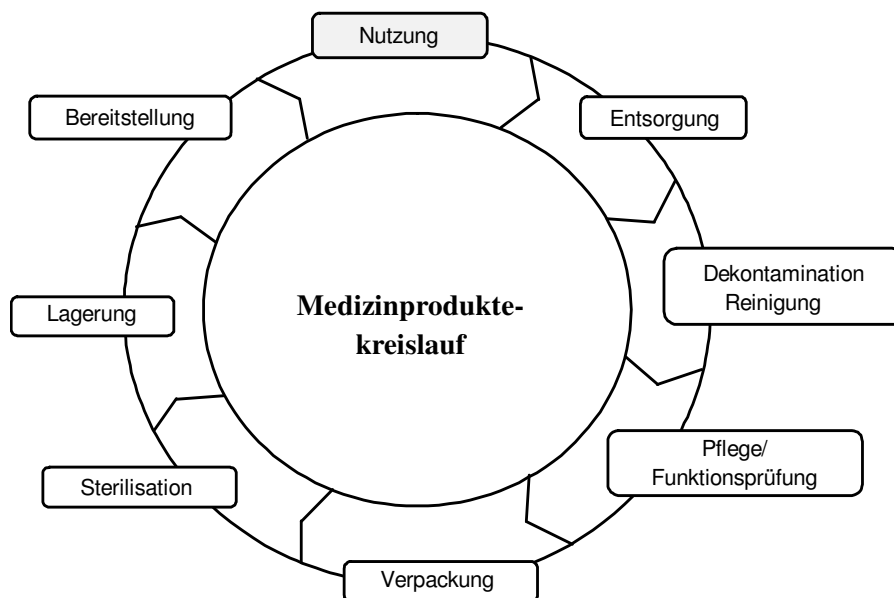 Nutzung
Bereitstellung
Entsorgung
Dekontamination
Reinigung
Lagerung
Medizinprodukte-
kreislauf
Pflege/
Funktionsprüfung
Sterilisation
Verpackung